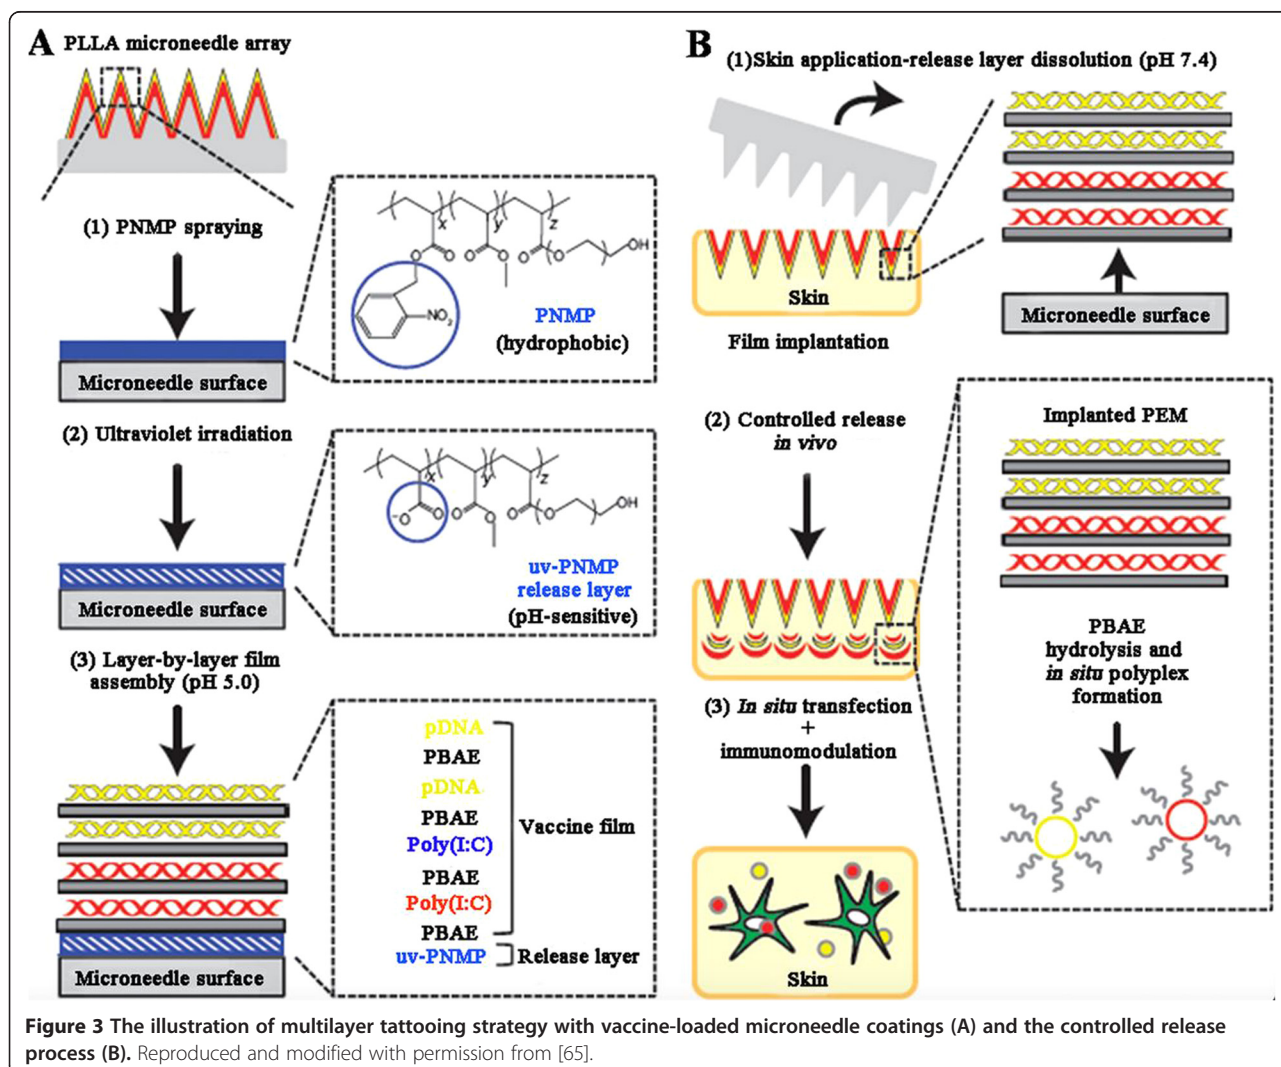 A
PLLA microneedle array
(1) PNMP spraying
Microneedle surface
x
y
z
O
O
O
O
O
O
OH
NO2
PNMP
(hydrophobic)
(2) Ultraviolet irradiation
Microneedle surface
x
y
z
−O
O
O
O
O
O
OH
uv-PNMP
release layer
(pH-sensitive)
(3) Layer-by-layer film
assembly (pH 5.0)
Microneedle surface
pDNA
PBAE
pDNA
PBAE
Poly(I:C)
PBAE
Poly(I:C)
PBAE
uv-PNMP
Vaccine film
Release layer
B
(1)Skin application-release layer dissolution (pH 7.4)
Skin
Film implantation
Microneedle surface
(2) Controlled release
in vivo
(3) In situ transfection
+
immunomodulation
Skin
Implanted PEM
PBAE
hydrolysis and
in situ polyplex
formation
Figure 3 The illustration of multilayer tattooing strategy with vaccine-loaded microneedle coatings (A) and the controlled release
process (B). Reproduced and modified with permission from [65].